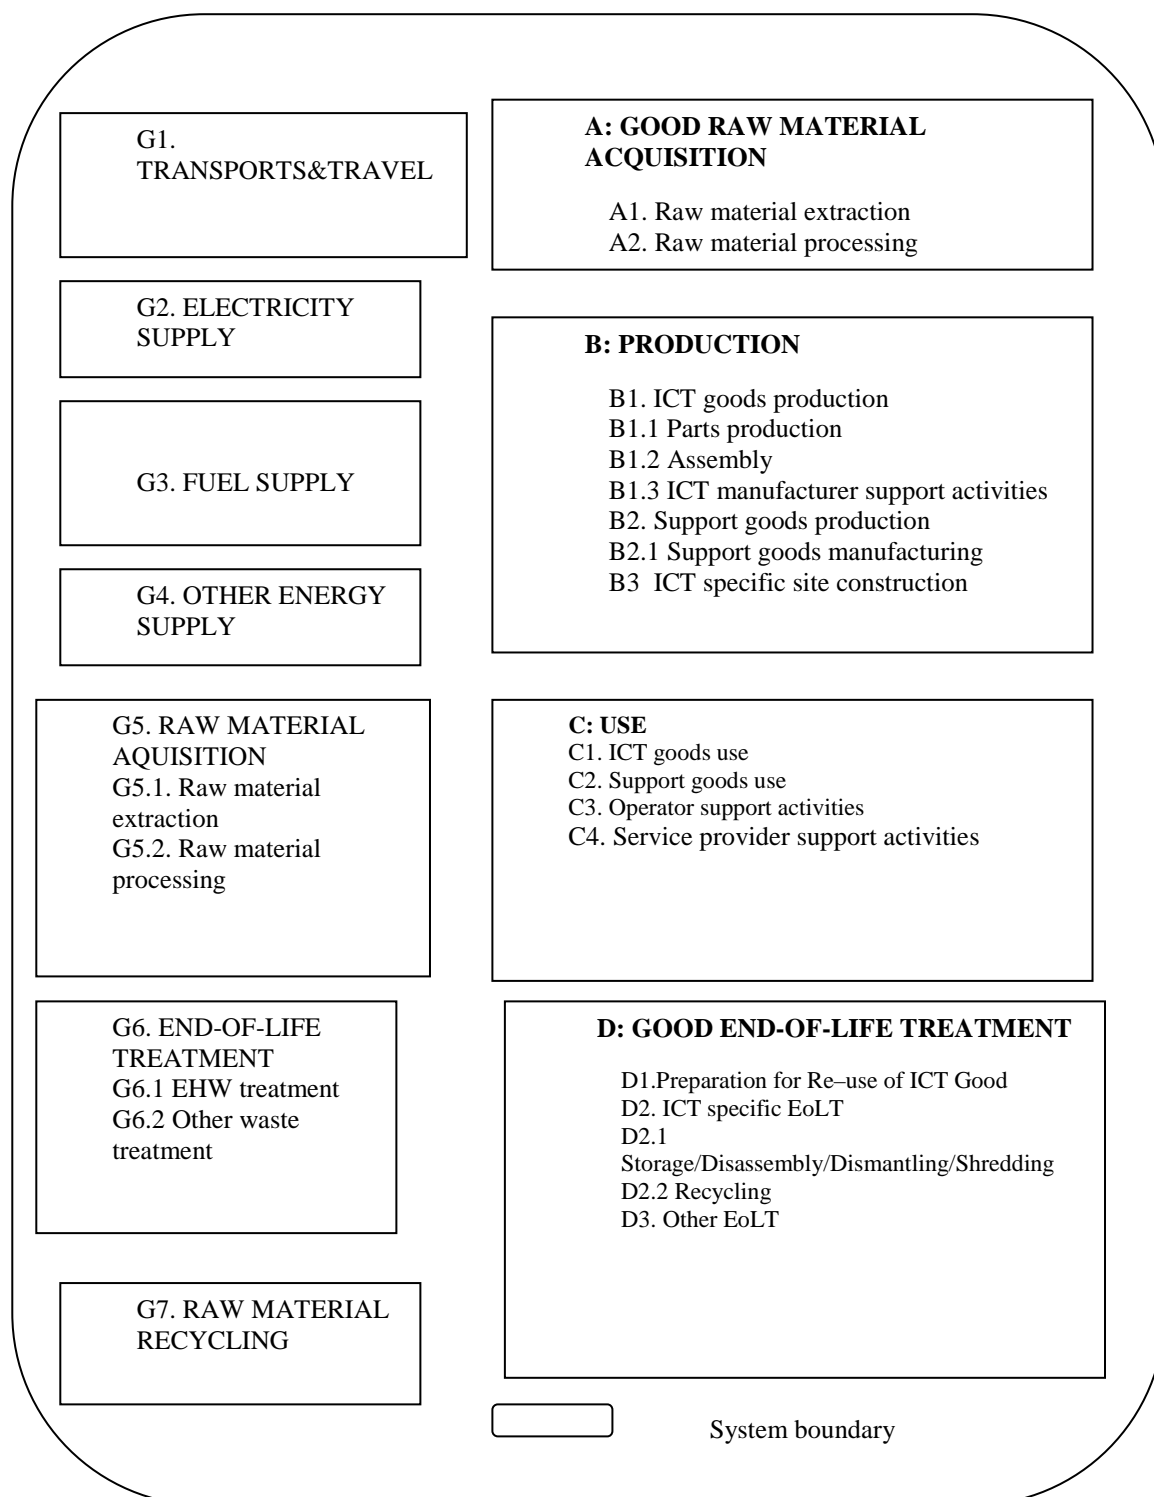 G1.
TRANSPORTS&TRAVEL
G2. ELECTRICITY
SUPPLY
G3. FUEL SUPPLY
G4. OTHER ENERGY
SUPPLY
G5. RAW MATERIAL
AQUISITION
G5.1. Raw material
extraction
G5.2. Raw material
processing
G6. END-OF-LIFE
TREATMENT
G6.1 EHW treatment
G6.2 Other waste
treatment
G7. RAW MATERIAL
RECYCLING
A: GOOD RAW MATERIAL
ACQUISITION
A1. Raw material extraction
A2. Raw material processing
B: PRODUCTION
B1. ICT goods production
B1.1 Parts production
B1.2 Assembly
B1.3 ICT manufacturer support activities
B2. Support goods production
B2.1 Support goods manufacturing
B3  ICT specific site construction
C: USE
C1. ICT goods use
C2. Support goods use
C3. Operator support activities
C4. Service provider support activities
D: GOOD END-OF-LIFE TREATMENT
D1.Preparation for Re–use of ICT Good
D2. ICT specific EoLT
D2.1
Storage/Disassembly/Dismantling/Shredding
D2.2 Recycling
D3. Other EoLT
System boundary